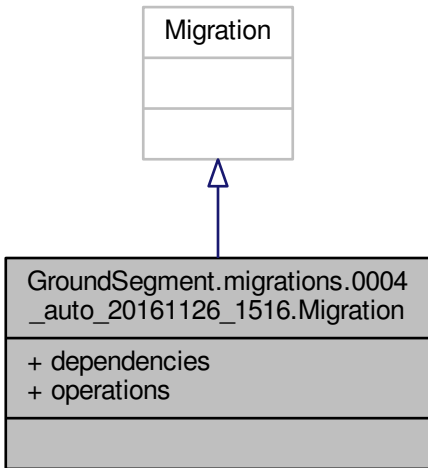 Migration
GroundSegment.migrations.0004
_auto_20161126_1516.Migration
+ dependencies
+ operations